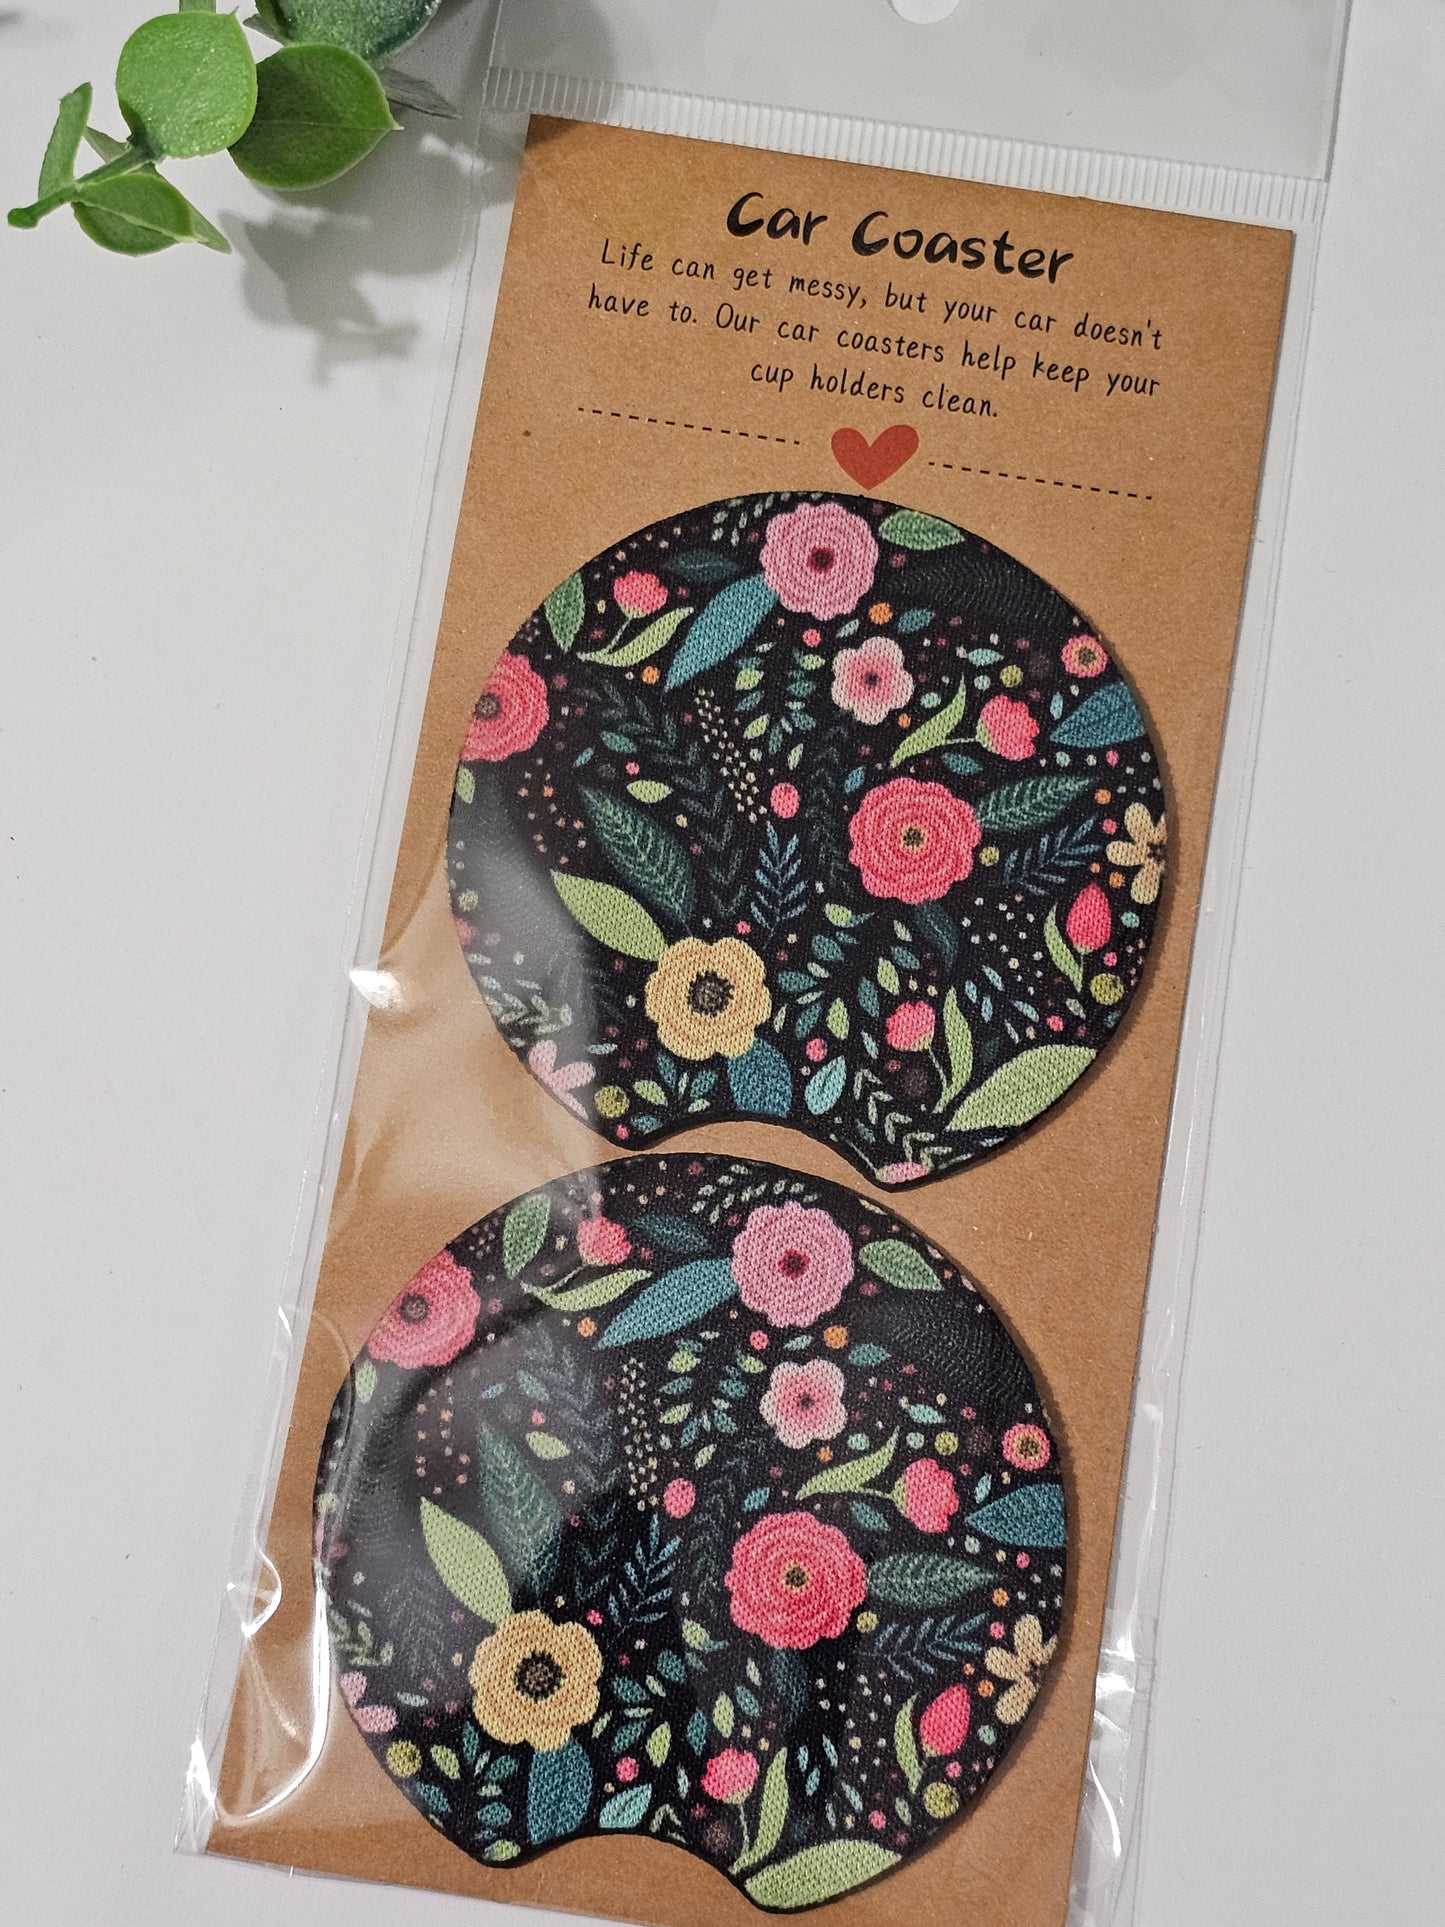 Car Coaster
Life can get messy, but your car doesn't
have to. Our car coasters help keep your
cup holders clean.